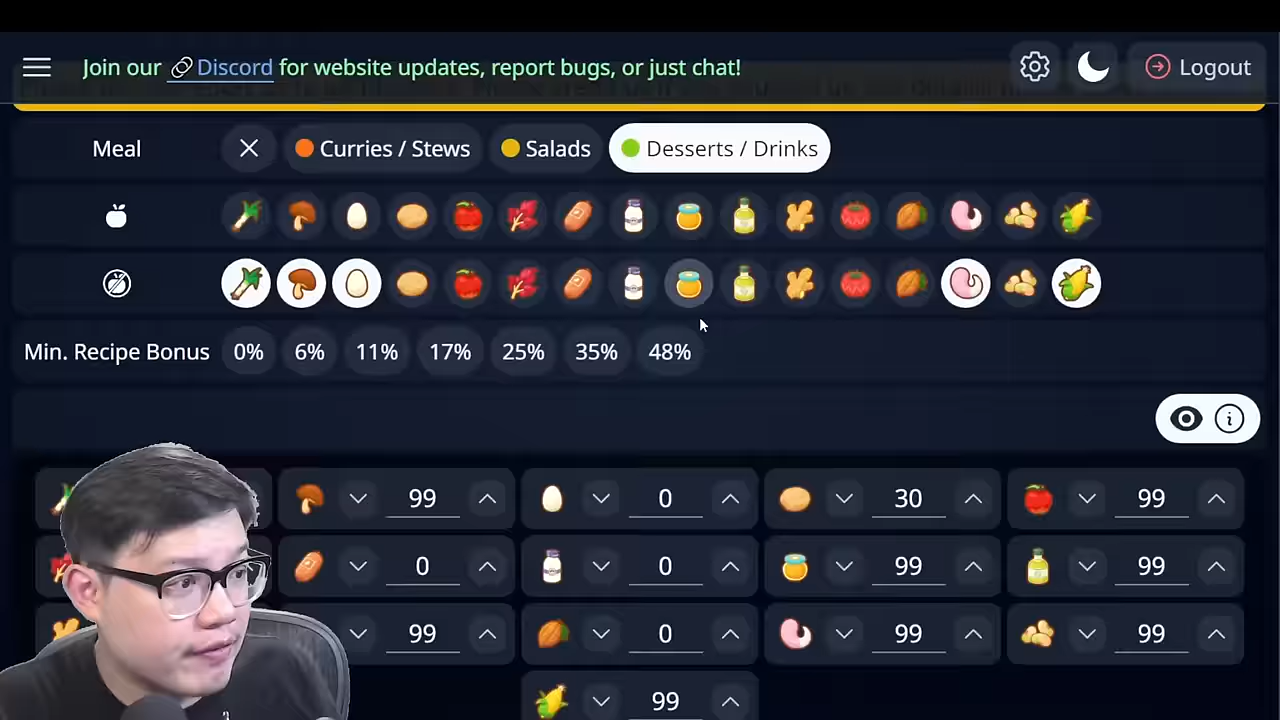 Join our Discord for website updates, report bugs, or just chat!
Logout
Meal
Curries / Stews
Salads
Desserts / Drinks
Min. Recipe Bonus
0%
6%
11%
17%
25%
35%
48%
99
0
30
99
0
0
99
99
99
0
99
99
99